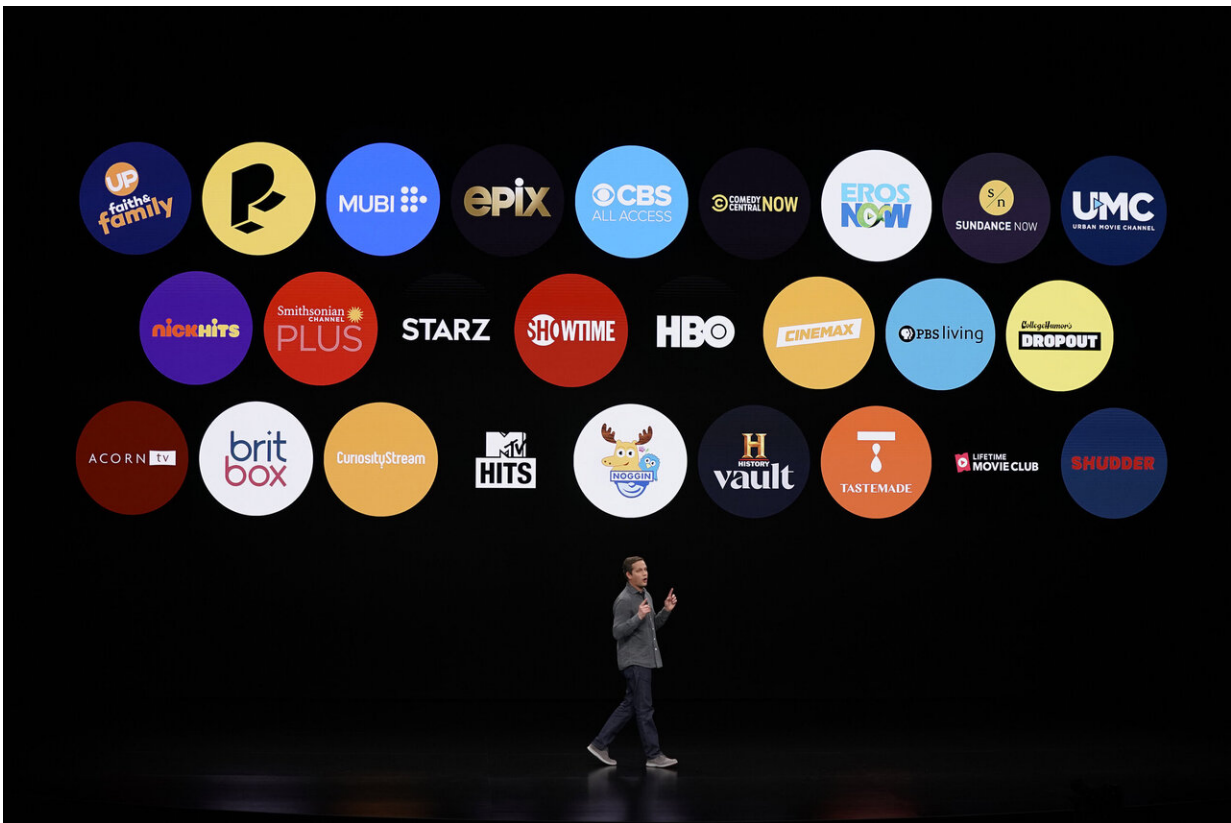 UP
faith&
family
P
MUBI
epix
CBS
ALL ACCESS
COMEDY
CENTRAL NOW
EROS
NOW
s/n
SUNDANCE NOW
UMC
URBAN MOVIE CHANNEL
nickHiTS
Smithsonian
CHANNEL
PLUS
STARZ
SHOWTIME
HBO
CINEMAX
PBS living
CollegeHumor's
DROPOUT
ACORN tv
brit
box
CuriosityStream
MTV
HITS
NOGGIN
H
HISTORY
vault
TASTEMADE
LIFETIME
MOVIE CLUB
SHUDDER